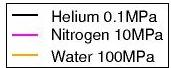 Helium 0.1MPa
Nitrogen 10MPa
Water 100MPa